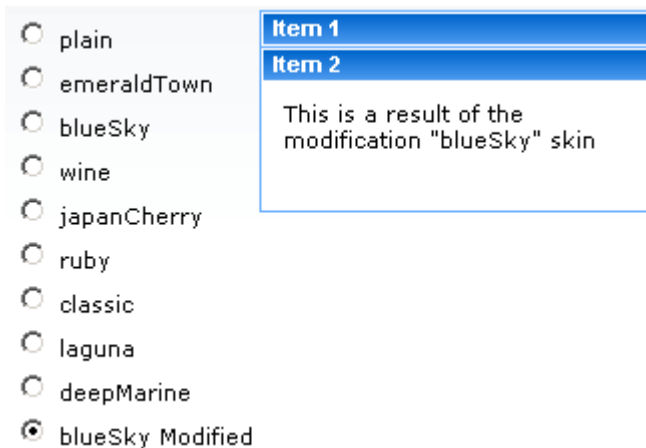 plain
emeraldTown
blueSky
wine
japanCherry
ruby
classic
laguna
deepMarine
blueSky Modified
Item 1
Item 2
This is a result of the
modification "blueSky" skin